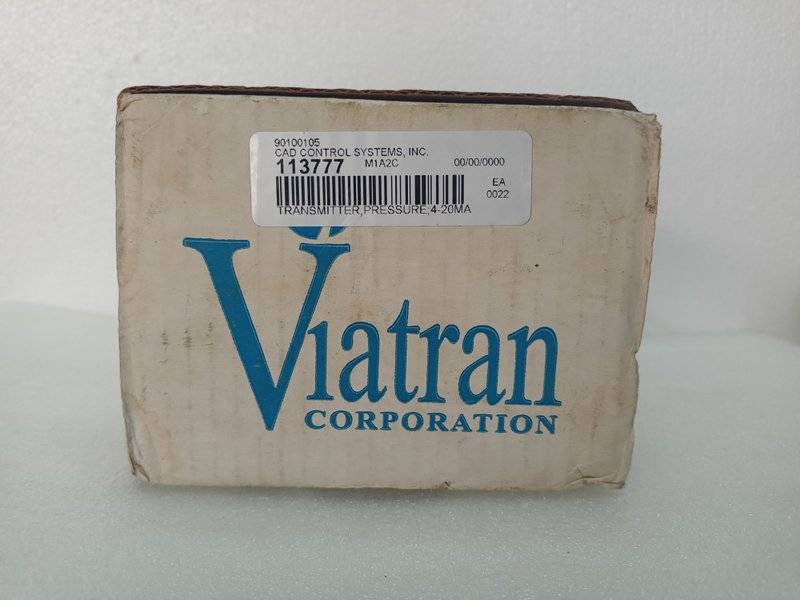 90100105
CAD CONTROL SYSTEMS, INC.
113777 M1A2C 00/00/0000
EA
0022
TRANSMITTER,PRESSURE,4-20MA
Viatran
CORPORATION